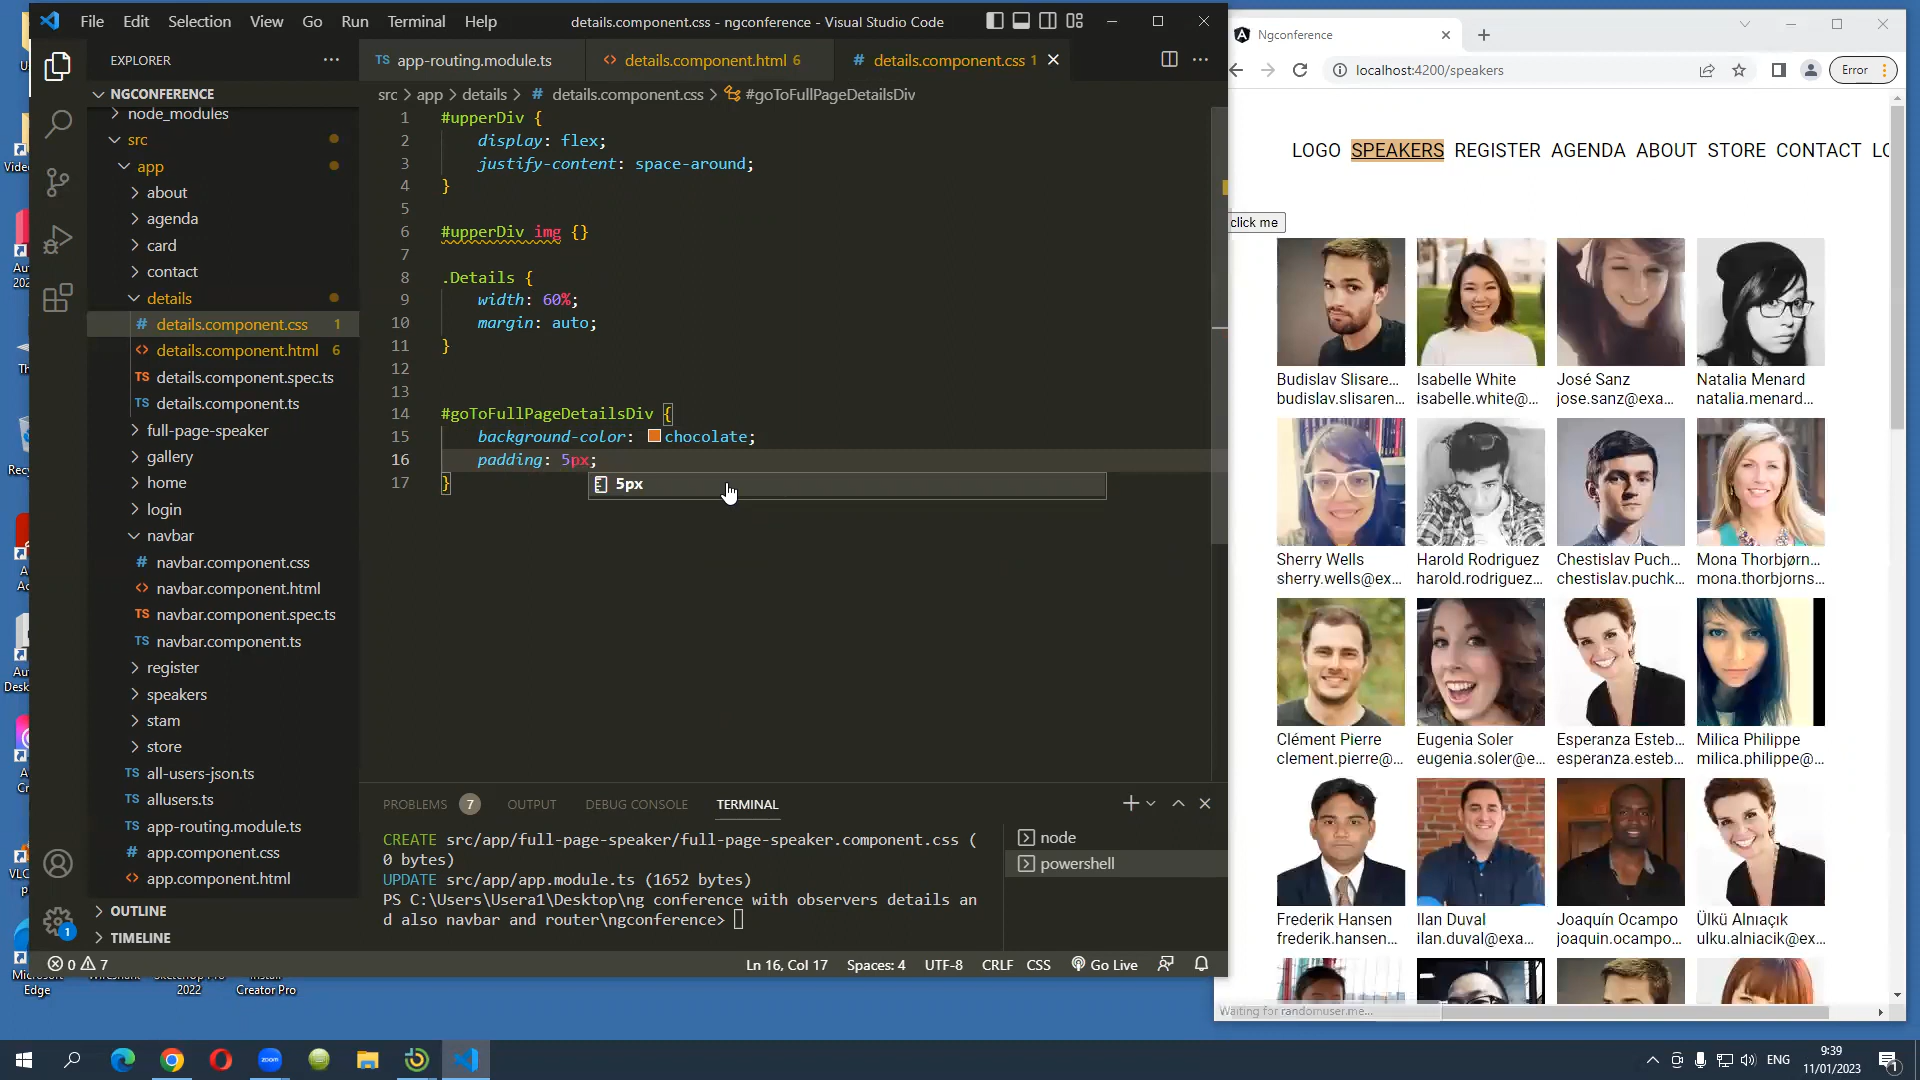 File Edit Selection View Go Run Terminal Help
details.component.css - ngconference - Visual Studio Code
EXPLORER
NGCONFERENCE
node_modules
src
app
about
agenda
card
contact
details
details.component.css 1
details.component.html 6
details.component.spec.ts
details.component.ts
full-page-speaker
gallery
home
login
navbar
navbar.component.css
navbar.component.html
navbar.component.spec.ts
navbar.component.ts
register
speakers
stam
store
all-users-json.ts
allusers.ts
app-routing.module.ts
app.component.css
app.component.html
OUTLINE
TIMELINE
TS app-routing.module.ts
details.component.html 6
# details.component.css 1
src > app > details > # details.component.css > #goToFullPageDetailsDiv
1 #upperDiv {
2 display: flex;
3 justify-content: space-around;
4 }
5
6 #upperDiv img {}
7
8 .Details {
9 width: 60%;
10 margin: auto;
11 }
12
13
14 #goToFullPageDetailsDiv {
15 background-color: chocolate;
16 padding: 5px;
17 }
5px
PROBLEMS 7 OUTPUT DEBUG CONSOLE TERMINAL
CREATE src/app/full-page-speaker/full-page-speaker.component.css (
0 bytes)
UPDATE src/app/app.module.ts (1652 bytes)
PS C:\Users\Usera1\Desktop\ng conference with observers details an
d also navbar and router\ngconference>
node
powershell
0 7
Ln 16, Col 17 Spaces: 4 UTF-8 CRLF CSS Go Live
Ngconference
localhost:4200/speakers
Error
LOGO SPEAKERS REGISTER AGENDA ABOUT STORE CONTACT LO
click me
Budislav Slisare... Isabelle White José Sanz Natalia Menard
budislav.slisaren... isabelle.white@... jose.sanz@exa... natalia.menard...
Sherry Wells Harold Rodriguez Chestislav Puch... Mona Thorbjørn...
sherry.wells@ex... harold.rodriguez... chestislav.puchk... mona.thorbjorns...
Clément Pierre Eugenia Soler Esperanza Esteb... Milica Philippe
clement.pierre@... eugenia.soler@e... esperanza.esteb... milica.philippe@...
Frederik Hansen Ilan Duval Joaquín Ocampo Ülkü Alnıaçık
frederik.hansen... ilan.duval@exa... joaquin.ocampo... ulku.alniacik@ex...
Waiting for randomuser.me...
Microsoft
Edge
2022
Creator Pro
zoom
ENG
9:39
11/01/2023
1